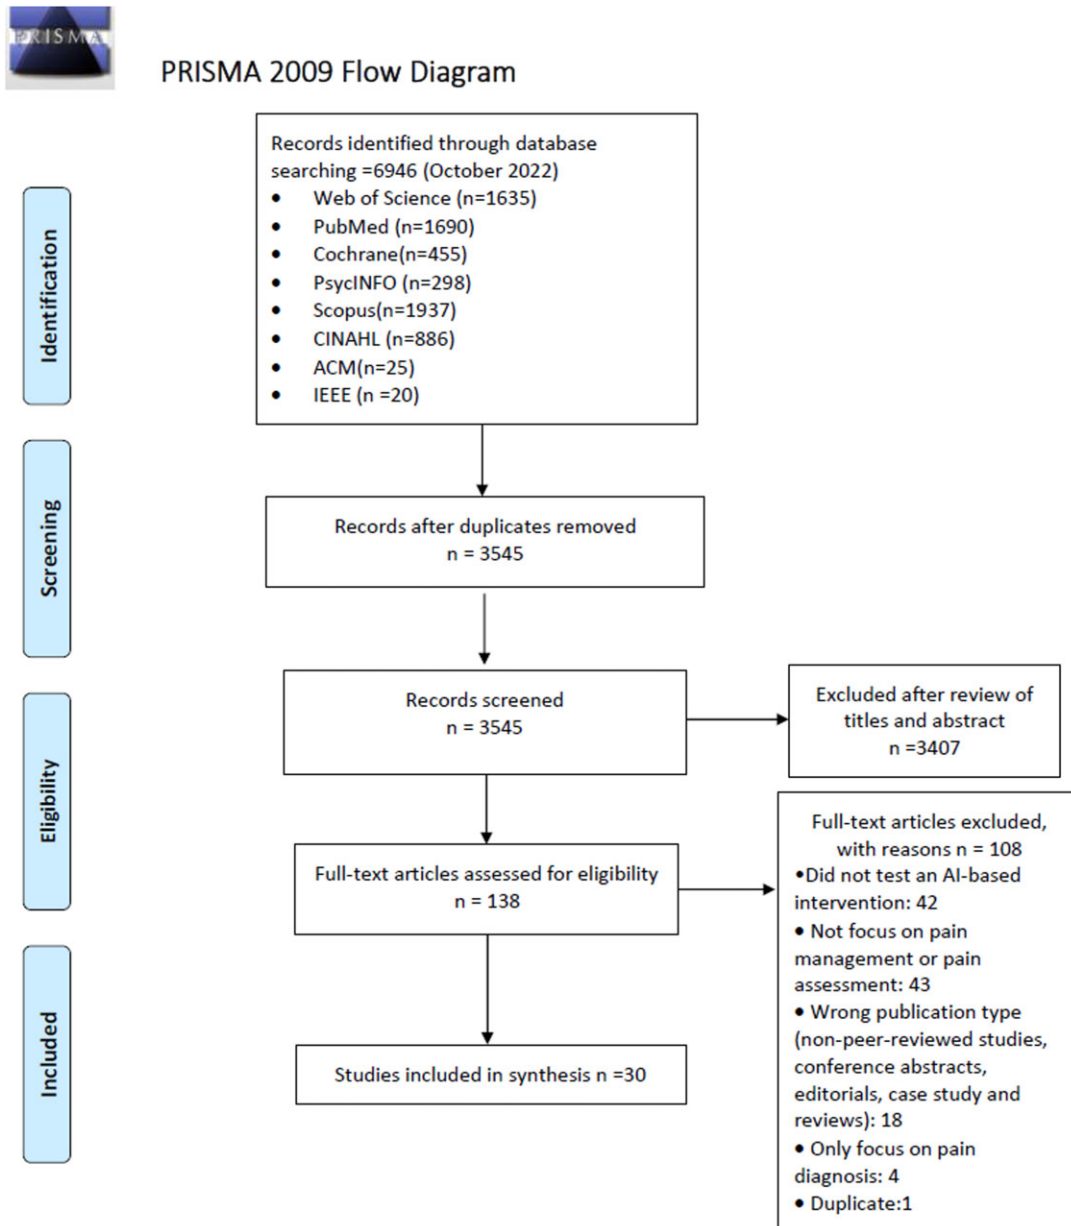 PRISMA
PRISMA 2009 Flow Diagram
Records identified through database
searching =6946 (October 2022)
• Web of Science (n=1635)
• PubMed (n=1690)
• Cochrane(n=455)
• PsycINFO (n=298)
• Scopus(n=1937)
• CINAHL (n=886)
• ACM(n=25)
• IEEE (n =20)
Identification
Records after duplicates removed
n = 3545
Screening
Records screened
n = 3545
Excluded after review of
titles and abstract
n =3407
Eligibility
Full-text articles assessed for eligibility
n = 138
Full-text articles excluded,
with reasons n = 108
•Did not test an AI-based
intervention: 42
• Not focus on pain
management or pain
assessment: 43
• Wrong publication type
(non-peer-reviewed studies,
conference abstracts,
editorials, case study and
reviews): 18
• Only focus on pain
diagnosis: 4
• Duplicate:1
Included
Studies included in synthesis n =30